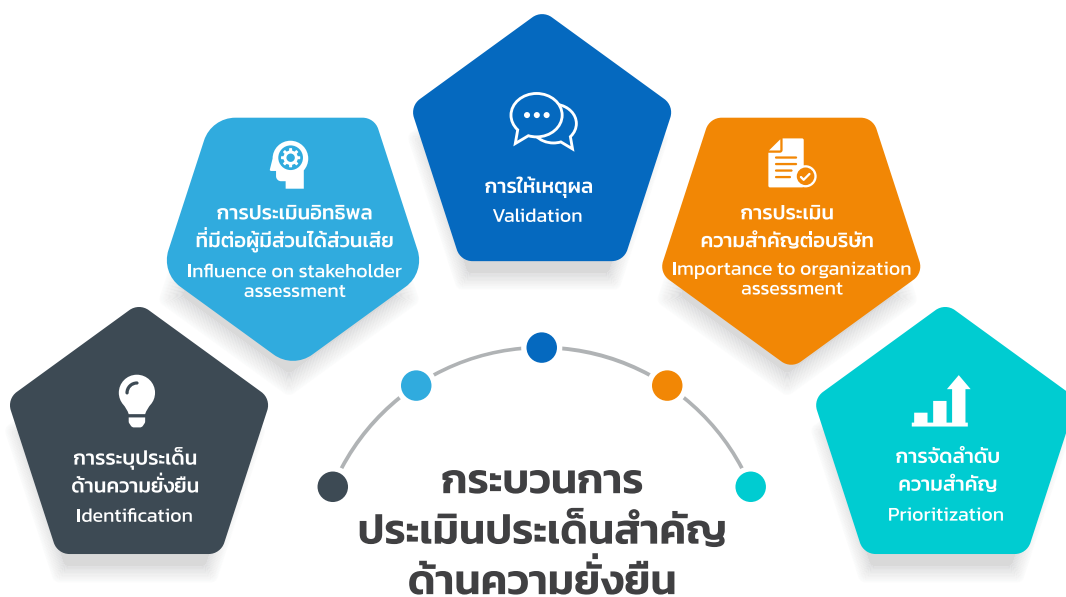 การระบุประเด็น
ด้านความยั่งยืน
Identification
การประเมินอิทธิพล
ที่มีต่อผู้มีส่วนได้ส่วนเสีย
Influence on stakeholder
assessment
การให้เหตุผล
Validation
การประเมิน
ความสำคัญต่อบริษัท
Importance to organization
assessment
การจัดลำดับ
ความสำคัญ
Prioritization
กระบวนการ
ประเมินประเด็นสำคัญ
ด้านความยั่งยืน